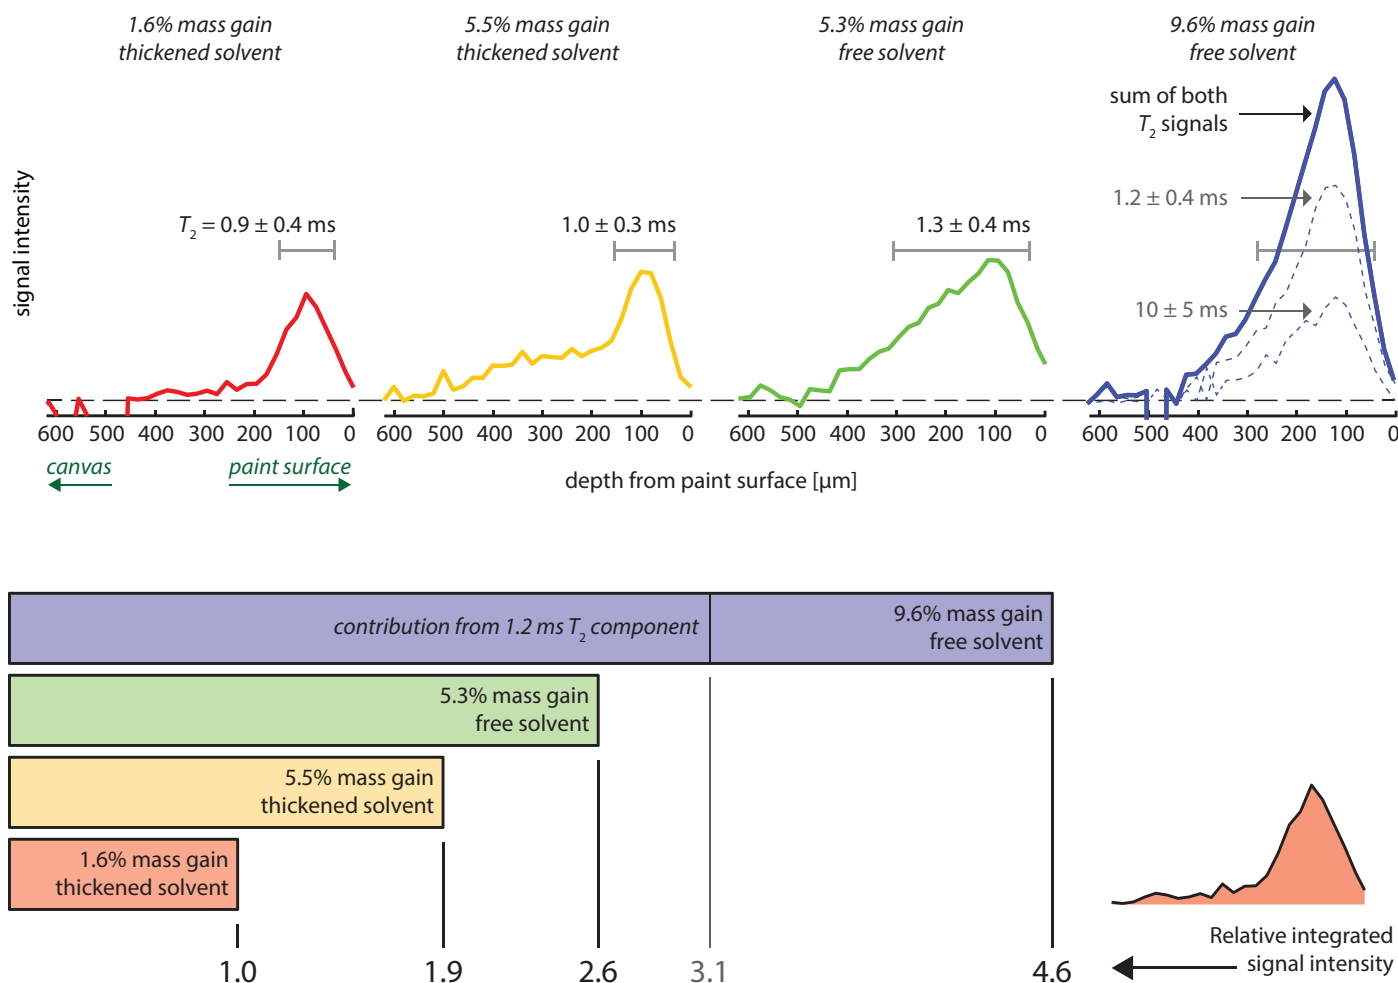 1.6% mass gain
thickened solvent
5.5% mass gain
thickened solvent
5.3% mass gain
free solvent
9.6% mass gain
free solvent
signal intensity
sum of both
T2 signals
1.2 ± 0.4 ms
10 ± 5 ms
T2 = 0.9 ± 0.4 ms
1.0 ± 0.3 ms
1.3 ± 0.4 ms
600 500 400 300 200 100 0
600 500 400 300 200 100 0
600 500 400 300 200 100 0
600 500 400 300 200 100 0
canvas
paint surface
depth from paint surface [µm]
contribution from 1.2 ms T2 component
9.6% mass gain
free solvent
5.3% mass gain
free solvent
5.5% mass gain
thickened solvent
1.6% mass gain
thickened solvent
1.0
1.9
2.6
3.1
4.6
Relative integrated
signal intensity